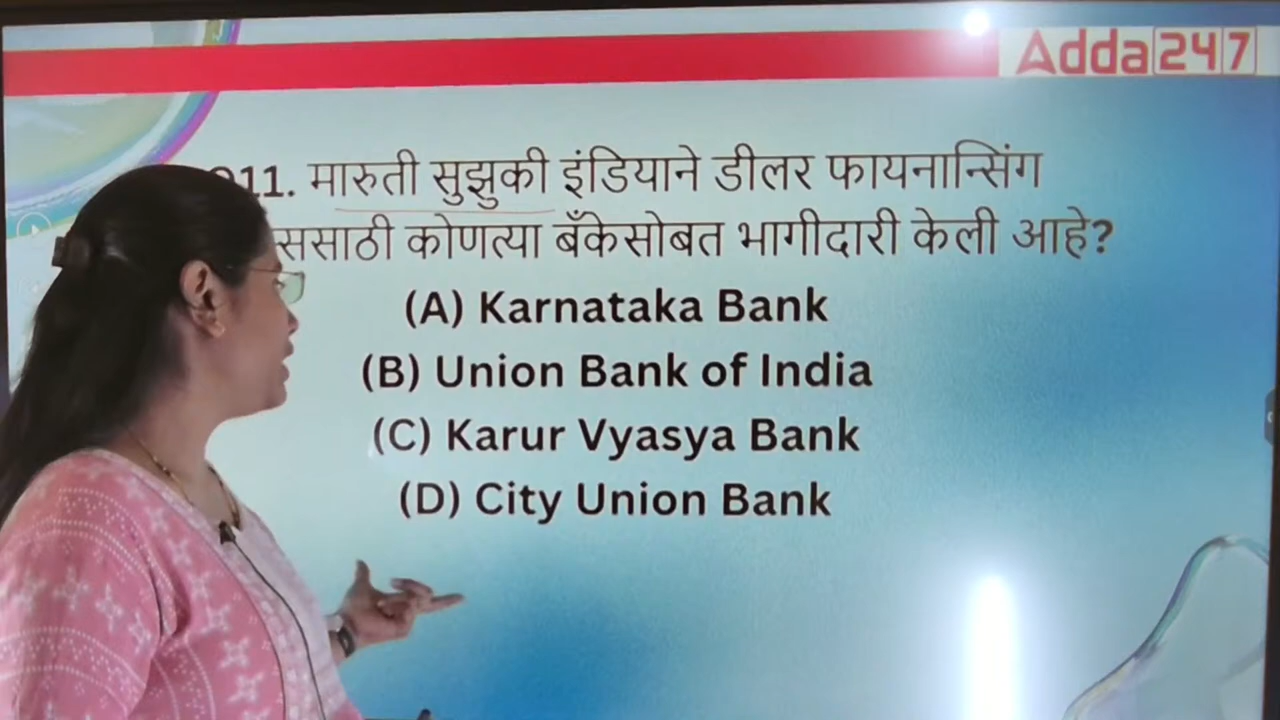 Adda247
11. मारुती सुझुकी इंडियाने डीलर फायनान्सिंग
कोणत्या बँकेसोबत भागीदारी केली आहे?
(A) Karnataka Bank
(B) Union Bank of India
(C) Karur Vyasya Bank
(D) City Union Bank